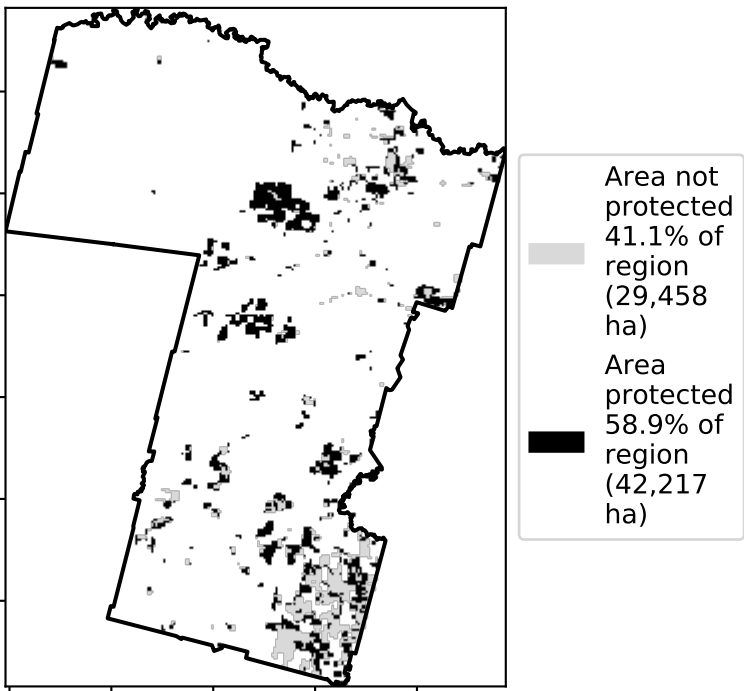 Area not
protected
41.1% of
region
(29,458
ha)
Area
protected
58.9% of
region
(42,217
ha)